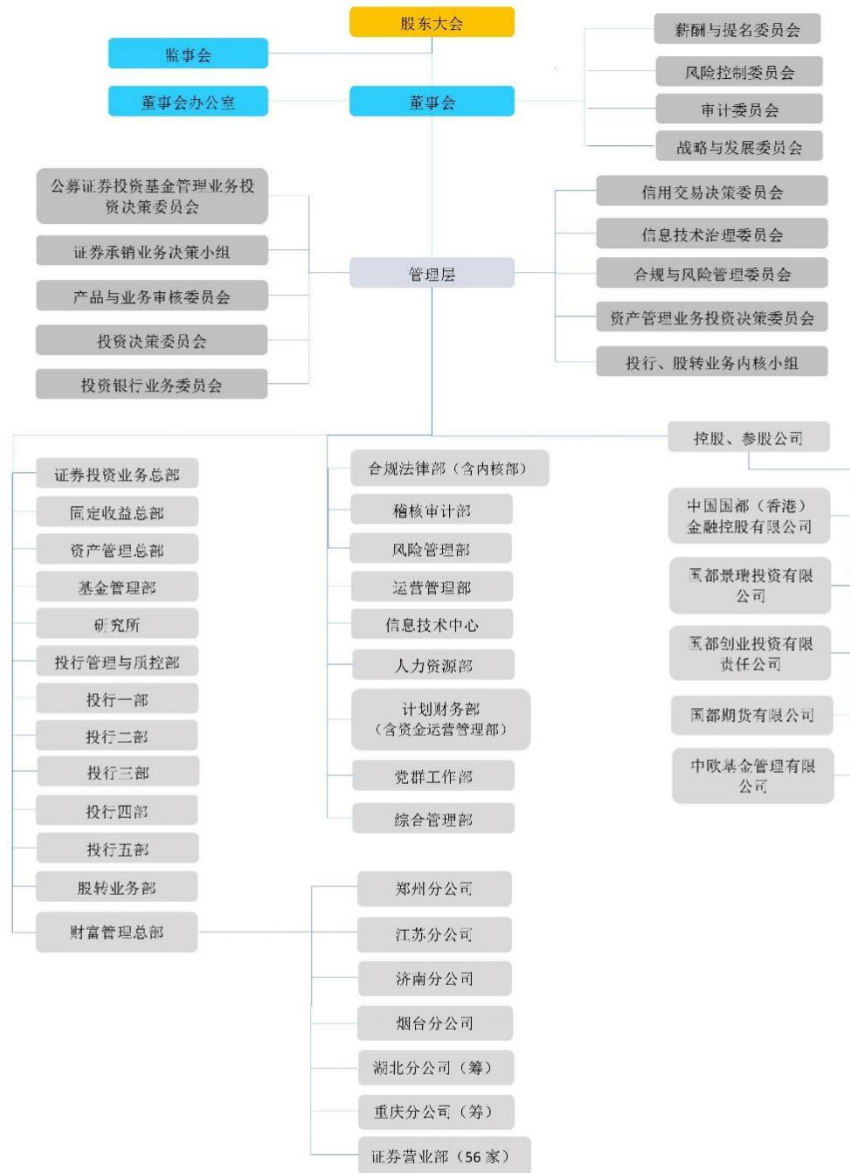 股东大会
监事会
董事会办公室
董事会
薪酬与提名委员会
风险控制委员会
审计委员会
战略与发展委员会
公募证券投资基金管理业务投
资决策委员会
证券承销业务决策小组
产品与业务审核委员会
投资决策委员会
投资银行业务委员会
管理层
信用交易决策委员会
信息技术治理委员会
合规与风险管理委员会
资产管理业务投资决策委员会
投行、股转业务内核小组
证券投资业务总部
固定收益总部
资产管理总部
基金管理部
研究所
投行管理与质控部
投行一部
投行二部
投行三部
投行四部
投行五部
股转业务部
财富管理总部
合规法律部（含内核部）
稽核审计部
风险管理部
运营管理部
信息技术中心
人力资源部
计划财务部
（含资金运营管理部）
党群工作部
综合管理部
控股、参股公司
中国国都（香港）
金融控股有限公司
国都景瑞投资有限
公司
国都创业投资有限
责任公司
国都期货有限公司
中欧基金管理有限
公司
郑州分公司
江苏分公司
济南分公司
烟台分公司
湖北分公司（筹）
重庆分公司（筹）
证券营业部（56 家）